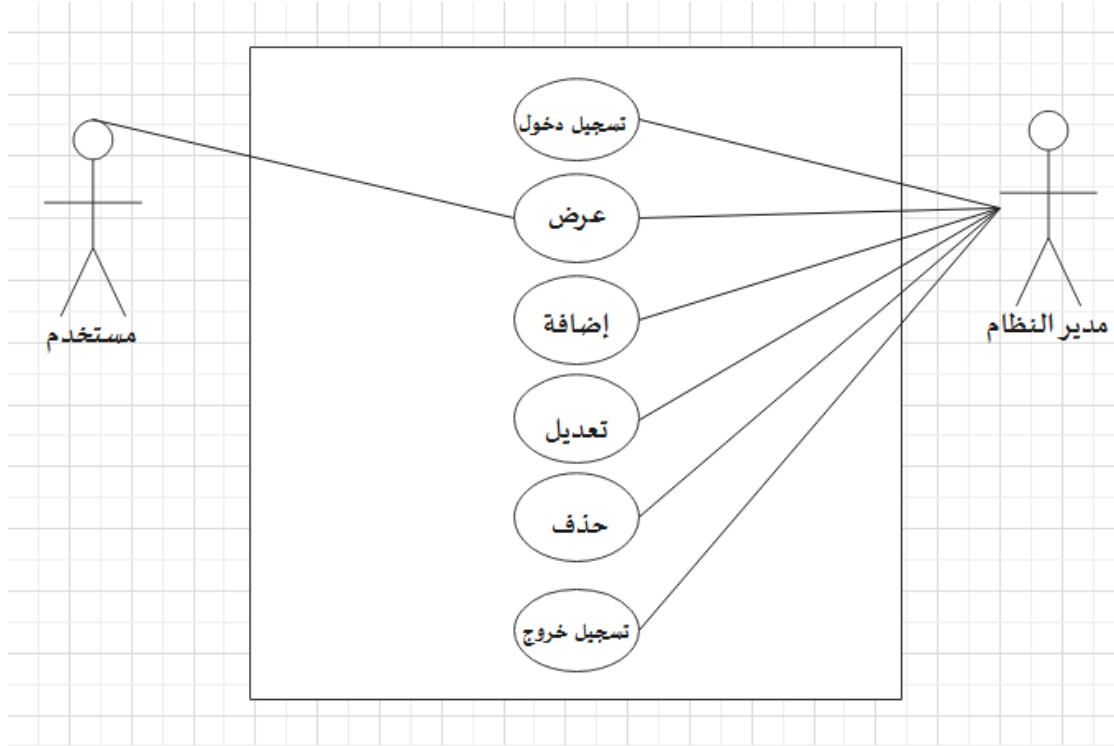 تسجيل دخول
عرض
إضافة
تعديل
حذف
تسجيل خروج
مدير النظام
مستخدم